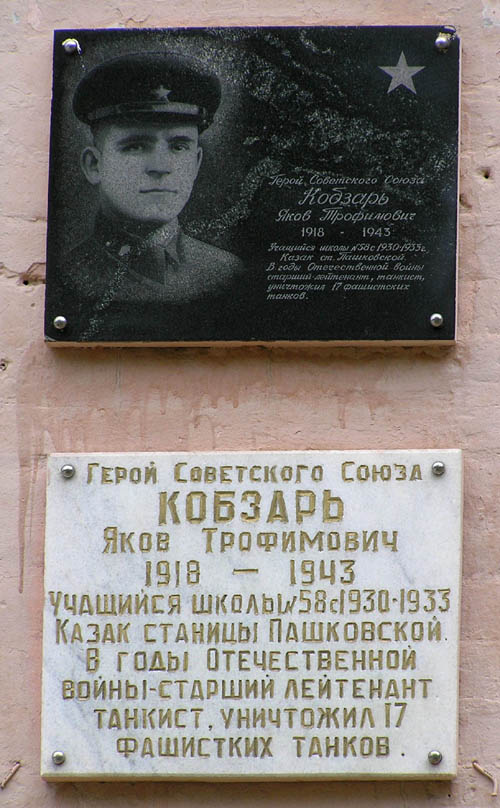 Герой Советского Союза
Кобзарь
Яков Трофимович
1918 - 1943
Учащийся школы №58 с 1930-1933г.
Казак ст. Пашковской.
В годы Отечественной войны
старший лейтенант, танкист,
уничтожил 17 фашистских
танков.
ГЕРОЙ СОВЕТСКОГО СОЮЗА
КОБЗАРЬ
ЯКОВ ТРОФИМОВИЧ
1918 — 1943
УЧАЩИЙСЯ ШКОЛЫ №58 с 1930-1933
КАЗАК СТАНИЦЫ ПАШКОВСКОЙ.
В ГОДЫ ОТЕЧЕСТВЕННОЙ
ВОЙНЫ-СТАРШИЙ ЛЕЙТЕНАНТ
ТАНКИСТ, УНИЧТОЖИЛ 17
ФАШИСТКИХ ТАНКОВ.